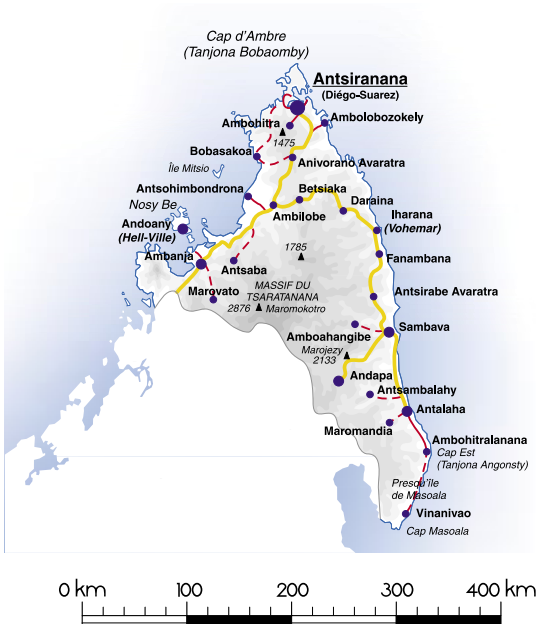 Cap d'Ambre
(Tanjona Bobaomby)
Antsiranana
(Diégo-Suarez)
Ambohitra
Ambolobozokely
1475
Bobasakoa
Anivorano Avaratra
Île Mitsio
Antsohimbondrona
Betsiaka
Nosy Be
Daraina
Andoany
(Hell-Ville)
Ambilobe
Iharana
(Vohemar)
Ambanja
1785
Fanambana
Antsaba
Marovato
MASSIF DU
TSARATANANA
2876
Maromokotro
Antsirabe Avaratra
Sambava
Amboahangibe
Marojezy
2133
Andapa
Antsambalahy
Antalaha
Maromandia
Ambohitralanana
Cap Est
(Tanjona Angonsty)
Presqu'île
de Masoala
Vinanivao
Cap Masoala
0 km 100 200 300 400 km